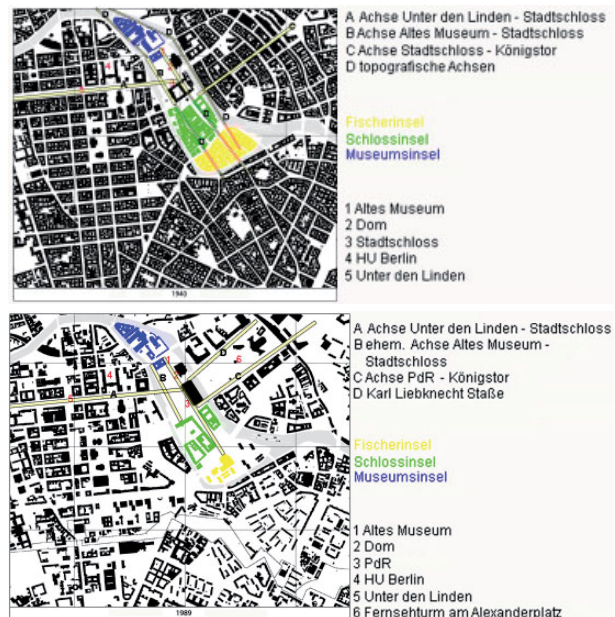 A Achse Unter den Linden - Stadtschloss
B Achse Altes Museum - Stadtschloss
C Achse Stadtschloss - Königstor
D topografische Achsen
Fischerinsel
Schlossinsel
Museumsinsel
1 Altes Museum
2 Dom
3 Stadtschloss
4 HU Berlin
5 Unter den Linden
1940
A Achse Unter den Linden - Stadtschloss
B ehem. Achse Altes Museum -
Stadtschloss
C Achse PdR - Königstor
D Karl Liebknecht Staße
Fischerinsel
Schlossinsel
Museumsinsel
1 Altes Museum
2 Dom
3 PdR
4 HU Berlin
5 Unter den Linden
6 Fernsehturm am Alexanderplatz
1989